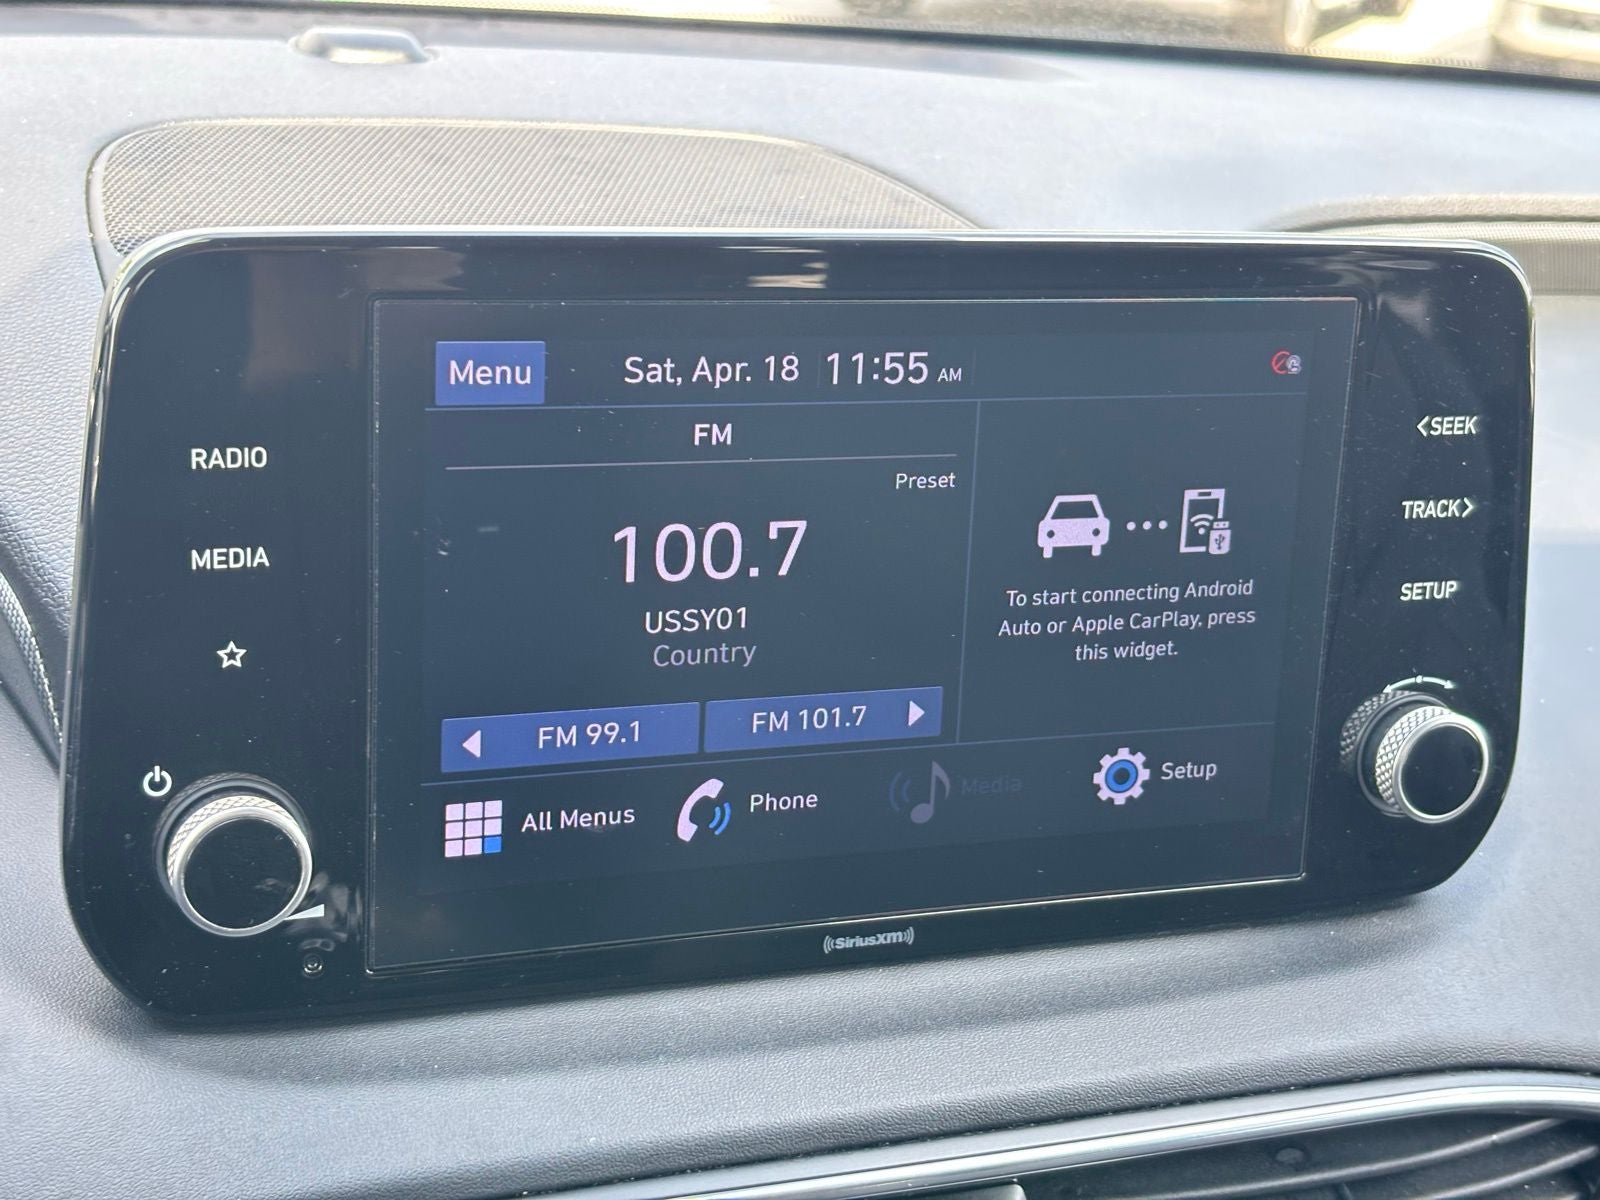 Menu
Sat, Apr. 18
11:55 AM
FM
Preset
100.7
USSY01
Country
FM 99.1
FM 101.7
To start connecting Android
Auto or Apple CarPlay, press
this widget.
All Menus
Phone
Media
Setup
RADIO
MEDIA
<SEEK
TRACK>
SETUP
((SiriusXM))